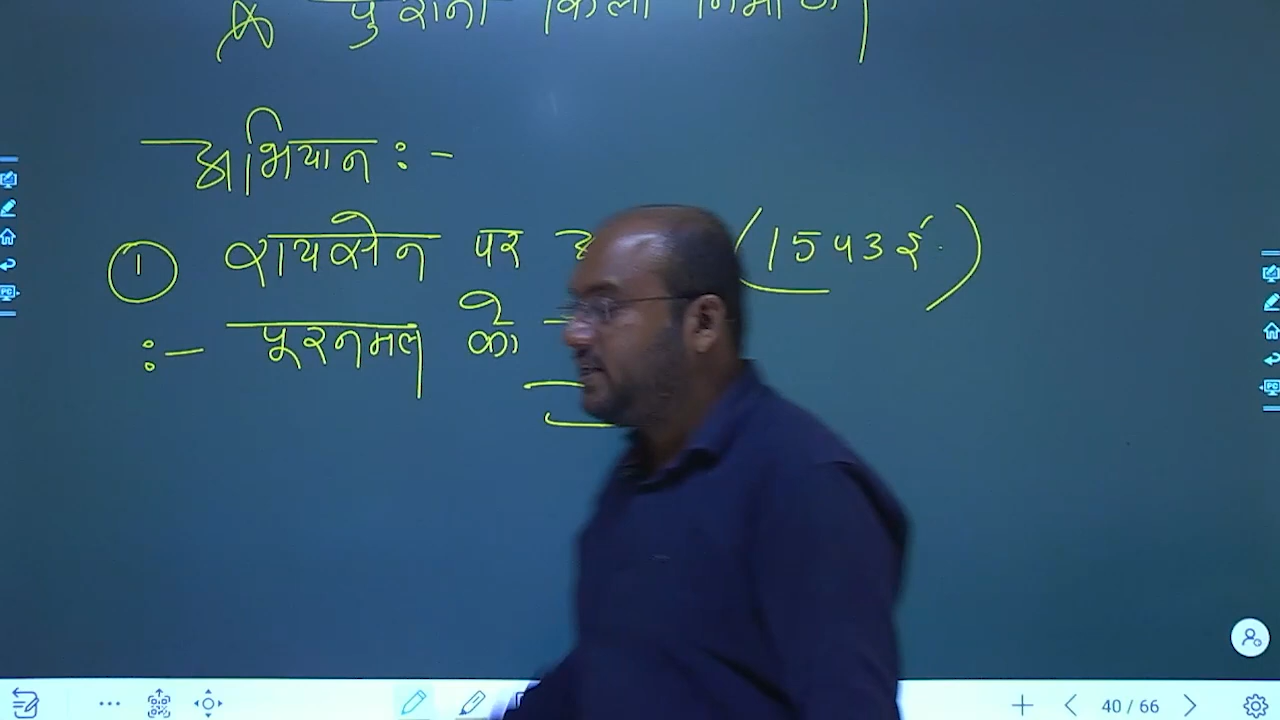 पुराना किला निर्माण
अभियान :-
1 रायसेन पर (1543 ई.)
:- पूरनमल के
40 / 66